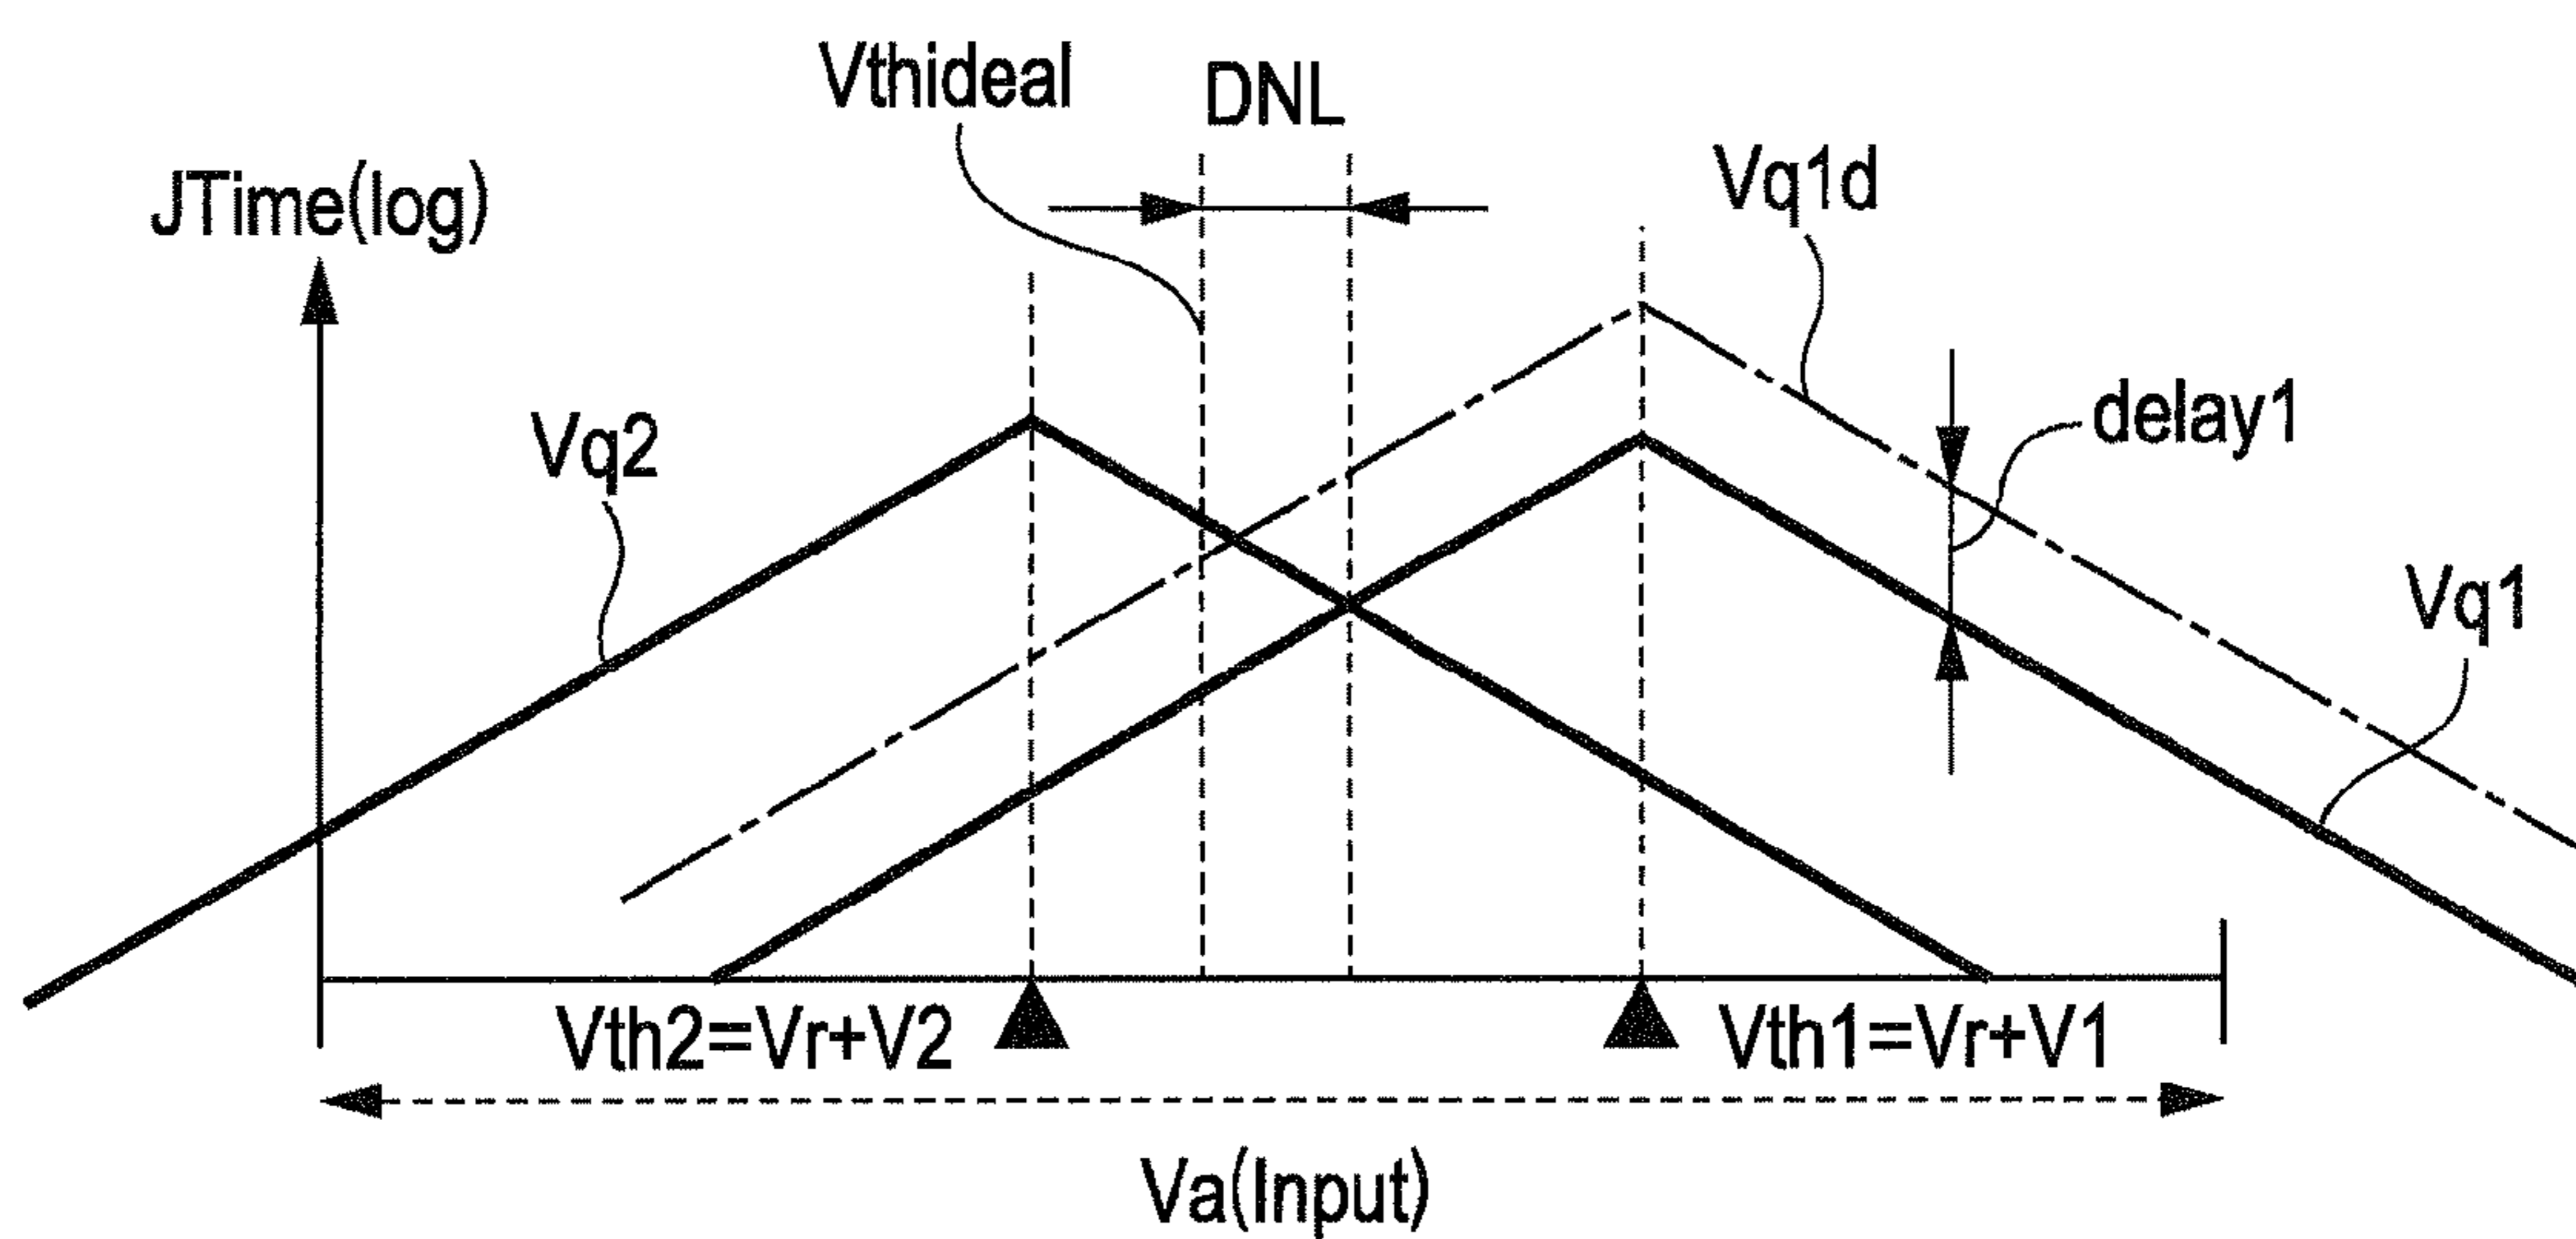 Vthideal
DNL
Vq1d
JTime(log)
delay1
Vq2
Vq1
Vth2=Vr+V2
Vth1=Vr+V1
Va(Input)